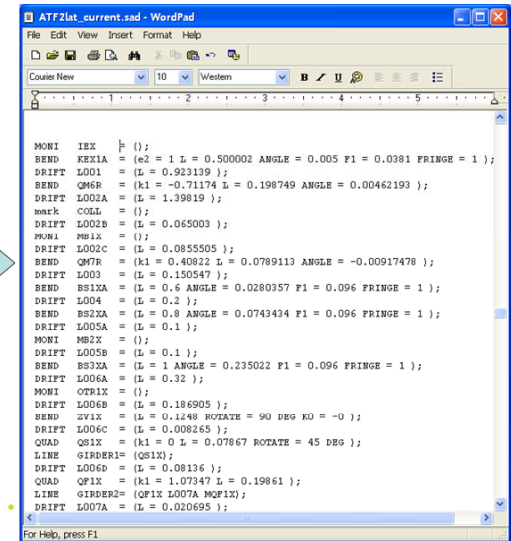 ATF2lat_current.sad - WordPad
File Edit View Insert Format Help
Courier New 10 Western B I U
1 2 3 4 5
MONI IEX = ();
BEND KEX1A = (e2 = 1 L = 0.500002 ANGLE = 0.005 F1 = 0.0381 FRINGE = 1 );
DRIFT L001 = (L = 0.923139 );
BEND QM6R = (k1 = -0.71174 L = 0.198749 ANGLE = 0.00462193 );
DRIFT L002A = (L = 1.39819 );
mark COLL = ();
DRIFT L002B = (L = 0.065003 );
MONI MB1X = ();
DRIFT L002C = (L = 0.0855505 );
BEND QM7R = (k1 = 0.40822 L = 0.0789113 ANGLE = -0.00917478 );
DRIFT L003 = (L = 0.150547 );
BEND BS1XA = (L = 0.6 ANGLE = 0.0280357 F1 = 0.096 FRINGE = 1 );
DRIFT L004 = (L = 0.2 );
BEND BS2XA = (L = 0.8 ANGLE = 0.0743434 F1 = 0.096 FRINGE = 1 );
DRIFT L005A = (L = 0.1 );
MONI MB2X = ();
DRIFT L005B = (L = 0.1 );
BEND BS3XA = (L = 1 ANGLE = 0.235022 F1 = 0.096 FRINGE = 1 );
DRIFT L006A = (L = 0.32 );
MONI OTR1X = ();
DRIFT L006B = (L = 0.186905 );
BEND ZV1X = (L = 0.1248 ROTATE = 90 DEG K0 = -0 );
DRIFT L006C = (L = 0.008265 );
QUAD QS1X = (k1 = 0 L = 0.07867 ROTATE = 45 DEG );
LINE GIRDER1= (QS1X);
DRIFT L006D = (L = 0.08136 );
QUAD QF1X = (k1 = 1.07347 L = 0.19861 );
LINE GIRDER2= (QF1X L007A MQF1X);
DRIFT L007A = (L = 0.020695 );
For Help, press F1